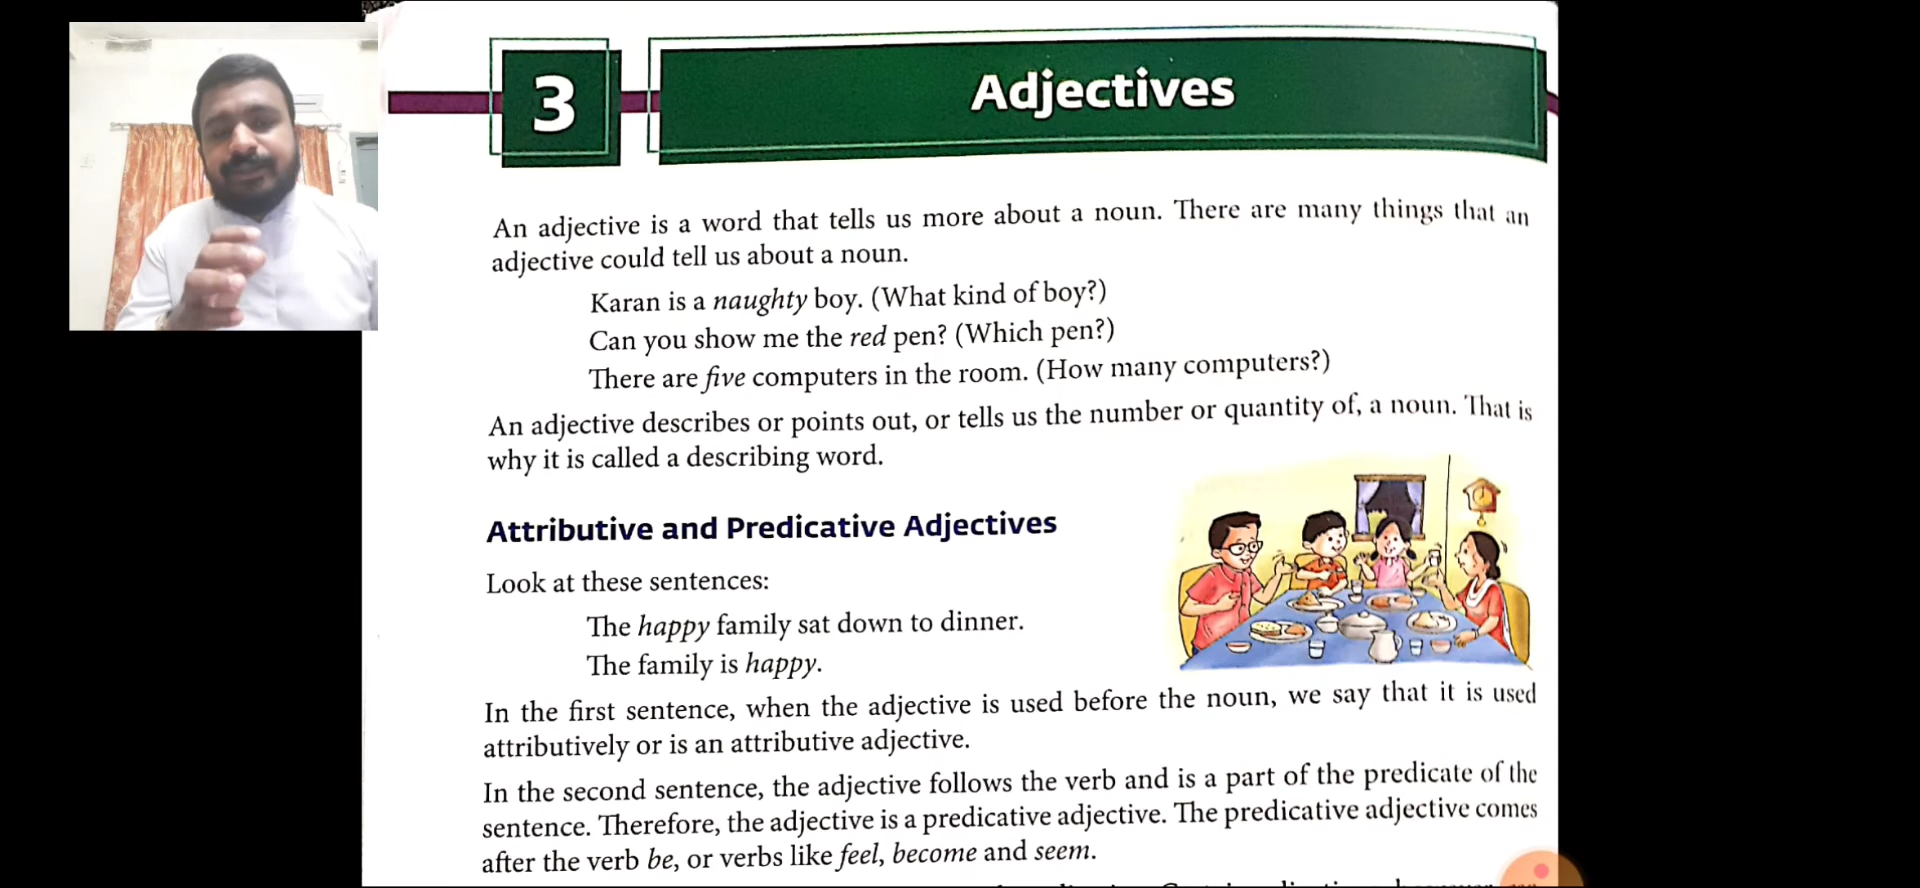 3
Adjectives
An adjective is a word that tells us more about a noun. There are many things that an
adjective could tell us about a noun.
Karan is a naughty boy. (What kind of boy?)
Can you show me the red pen? (Which pen?)
There are five computers in the room. (How many computers?)
An adjective describes or points out, or tells us the number or quantity of, a noun. That is
why it is called a describing word.
Attributive and Predicative Adjectives
Look at these sentences:
The happy family sat down to dinner.
The family is happy.
In the first sentence, when the adjective is used before the noun, we say that it is used
attributively or is an attributive adjective.
In the second sentence, the adjective follows the verb and is a part of the predicate of the
sentence. Therefore, the adjective is a predicative adjective. The predicative adjective comes
after the verb be, or verbs like feel, become and seem.